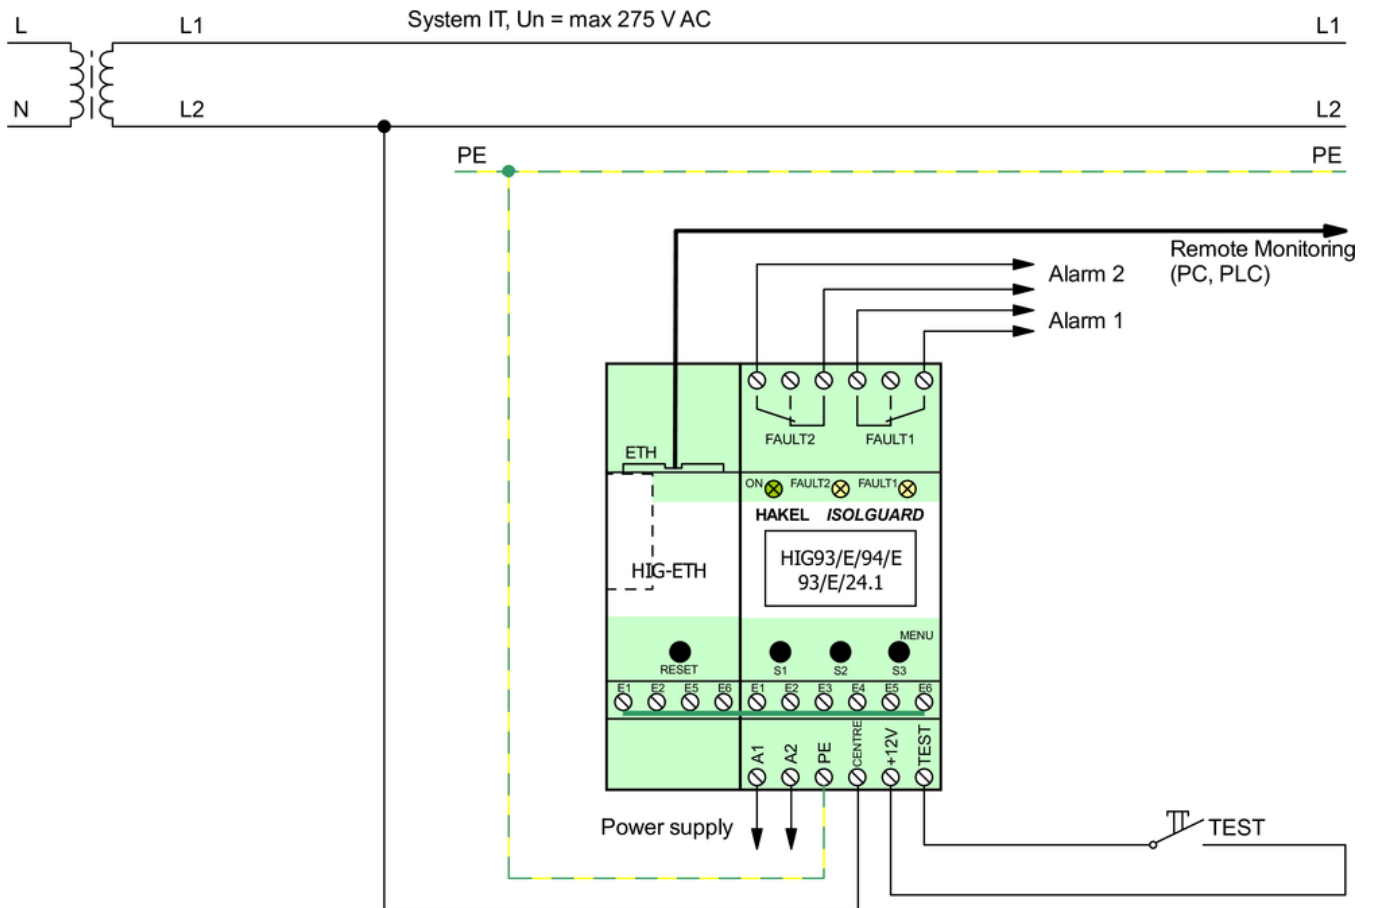 L
L1
System IT, Un = max 275 V AC
L1
N
L2
L2
PE
PE
Remote Monitoring
(PC, PLC)
Alarm 2
Alarm 1
FAULT2
FAULT1
ETH
ON
FAULT2
FAULT1
HAKEL ISOLGUARD
HIG93/E/94/E
93/E/24.1
HIG-ETH
MENU
RESET
S1
S2
S3
E1 E2 E5 E6 E1 E2 E3 E4 E5 E6
A1
A2
PE
CENTRE
+12V
TEST
Power supply
TEST